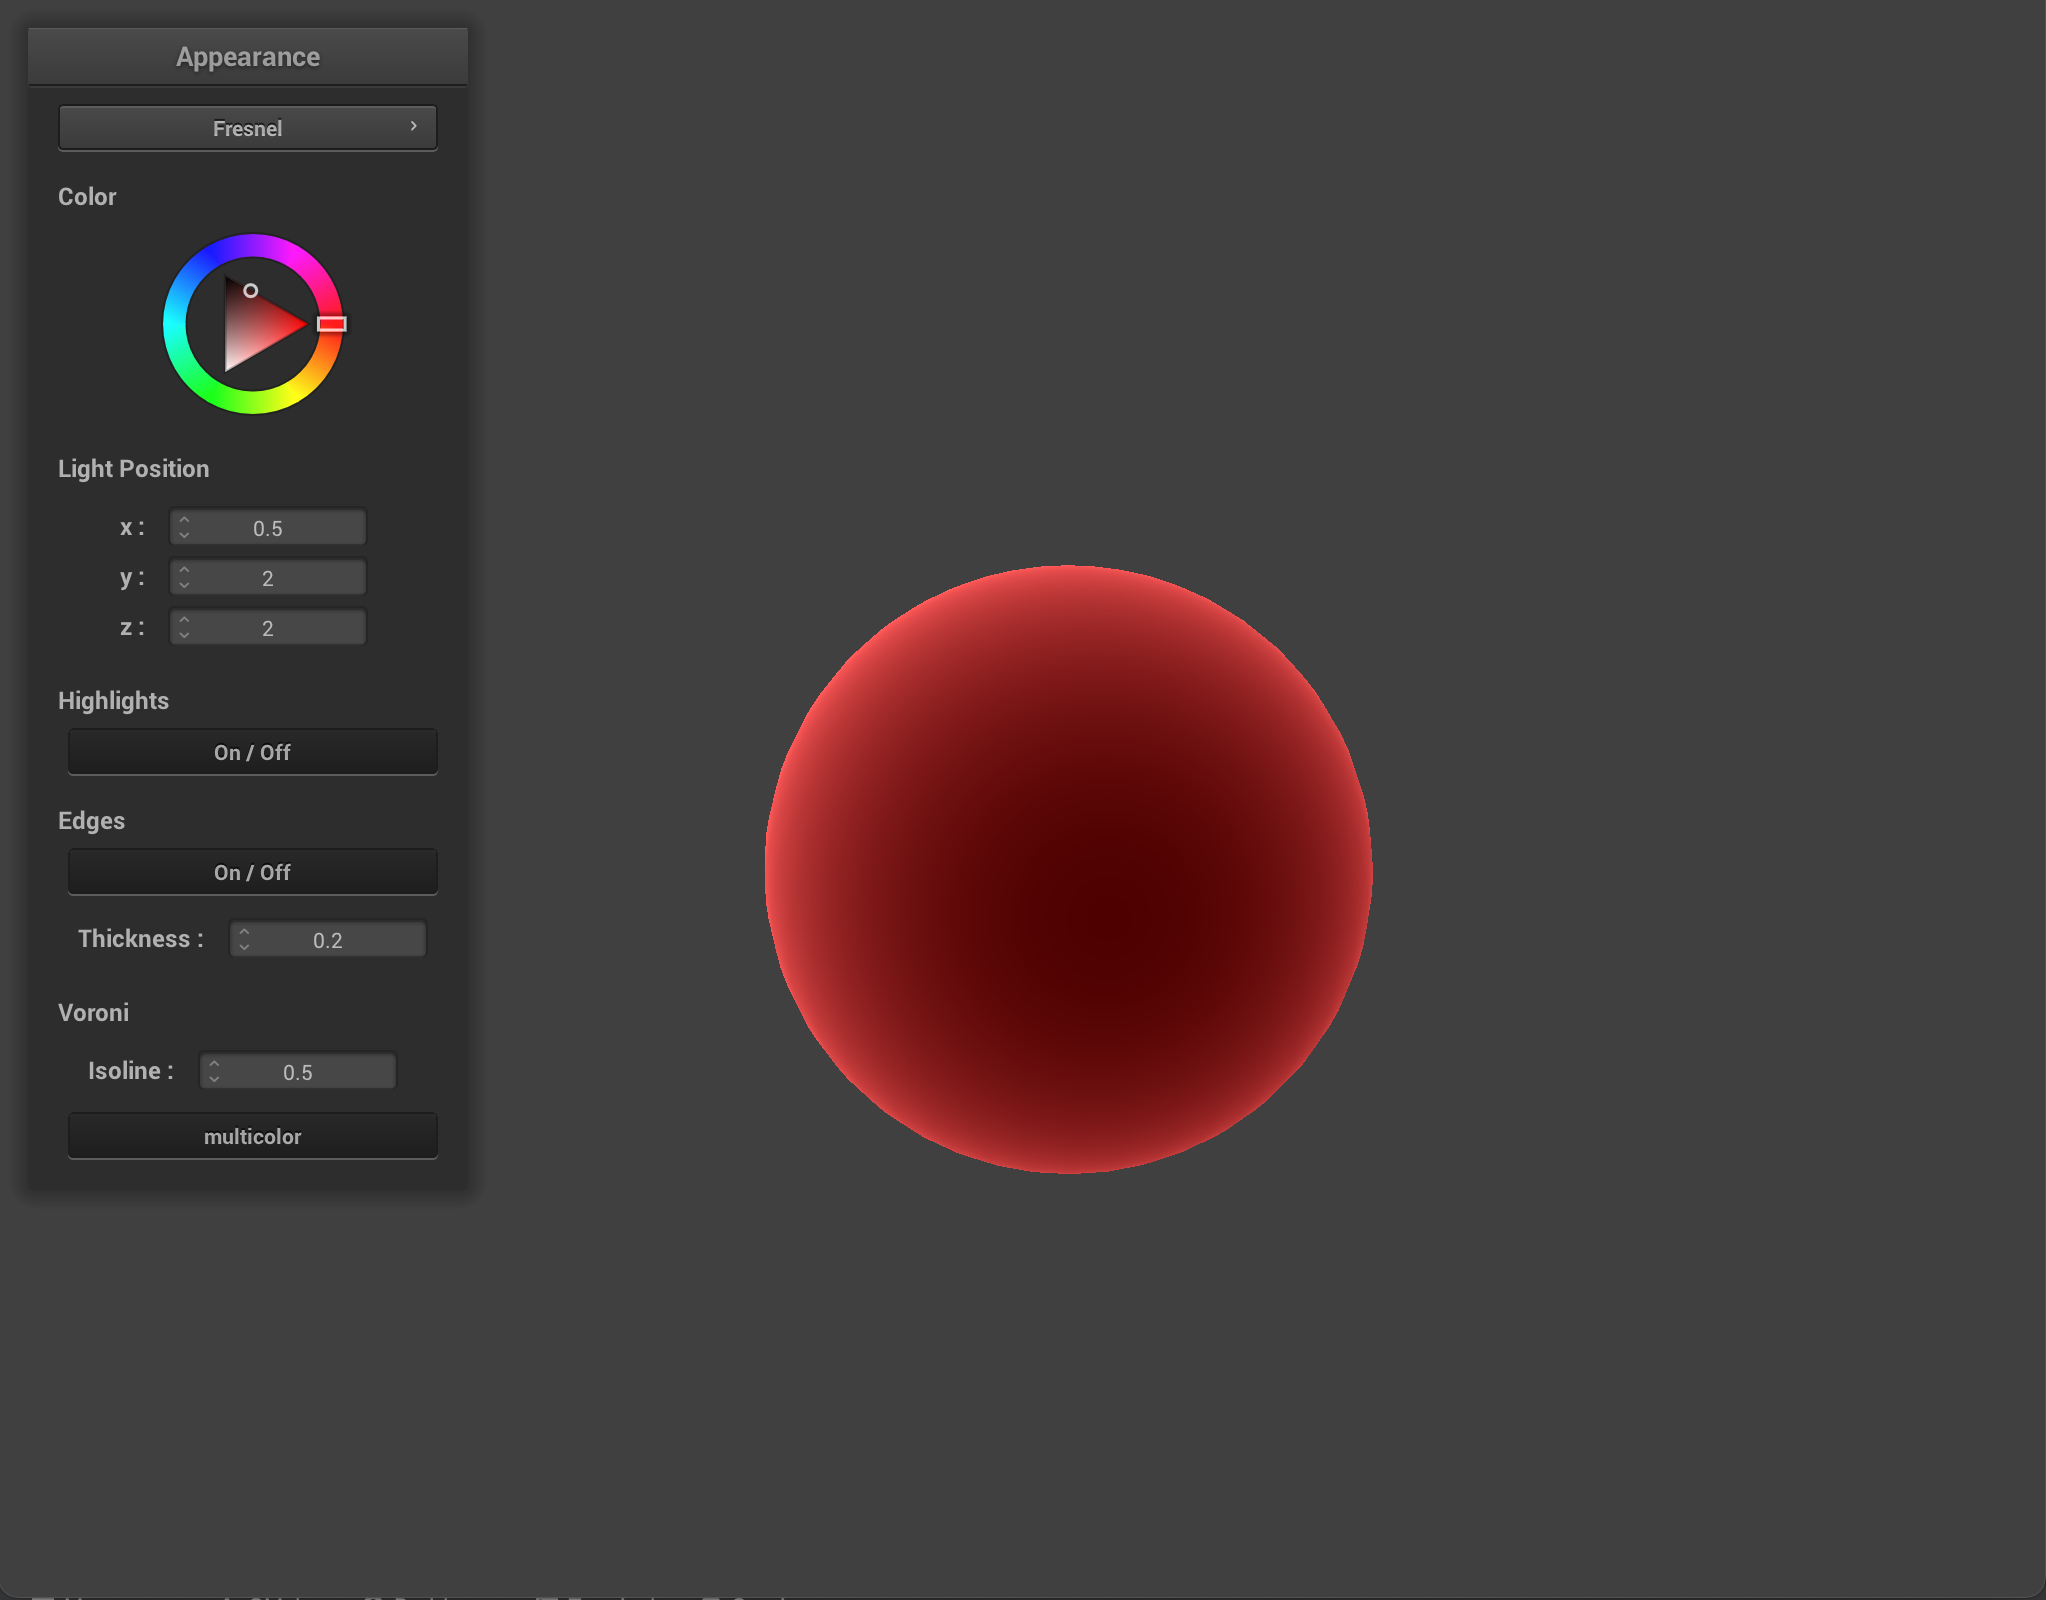 Appearance
Fresnel
Color
Light Position
x : 0.5
y : 2
z : 2
Highlights
On / Off
Edges
On / Off
Thickness : 0.2
Voroni
Isoline : 0.5
multicolor